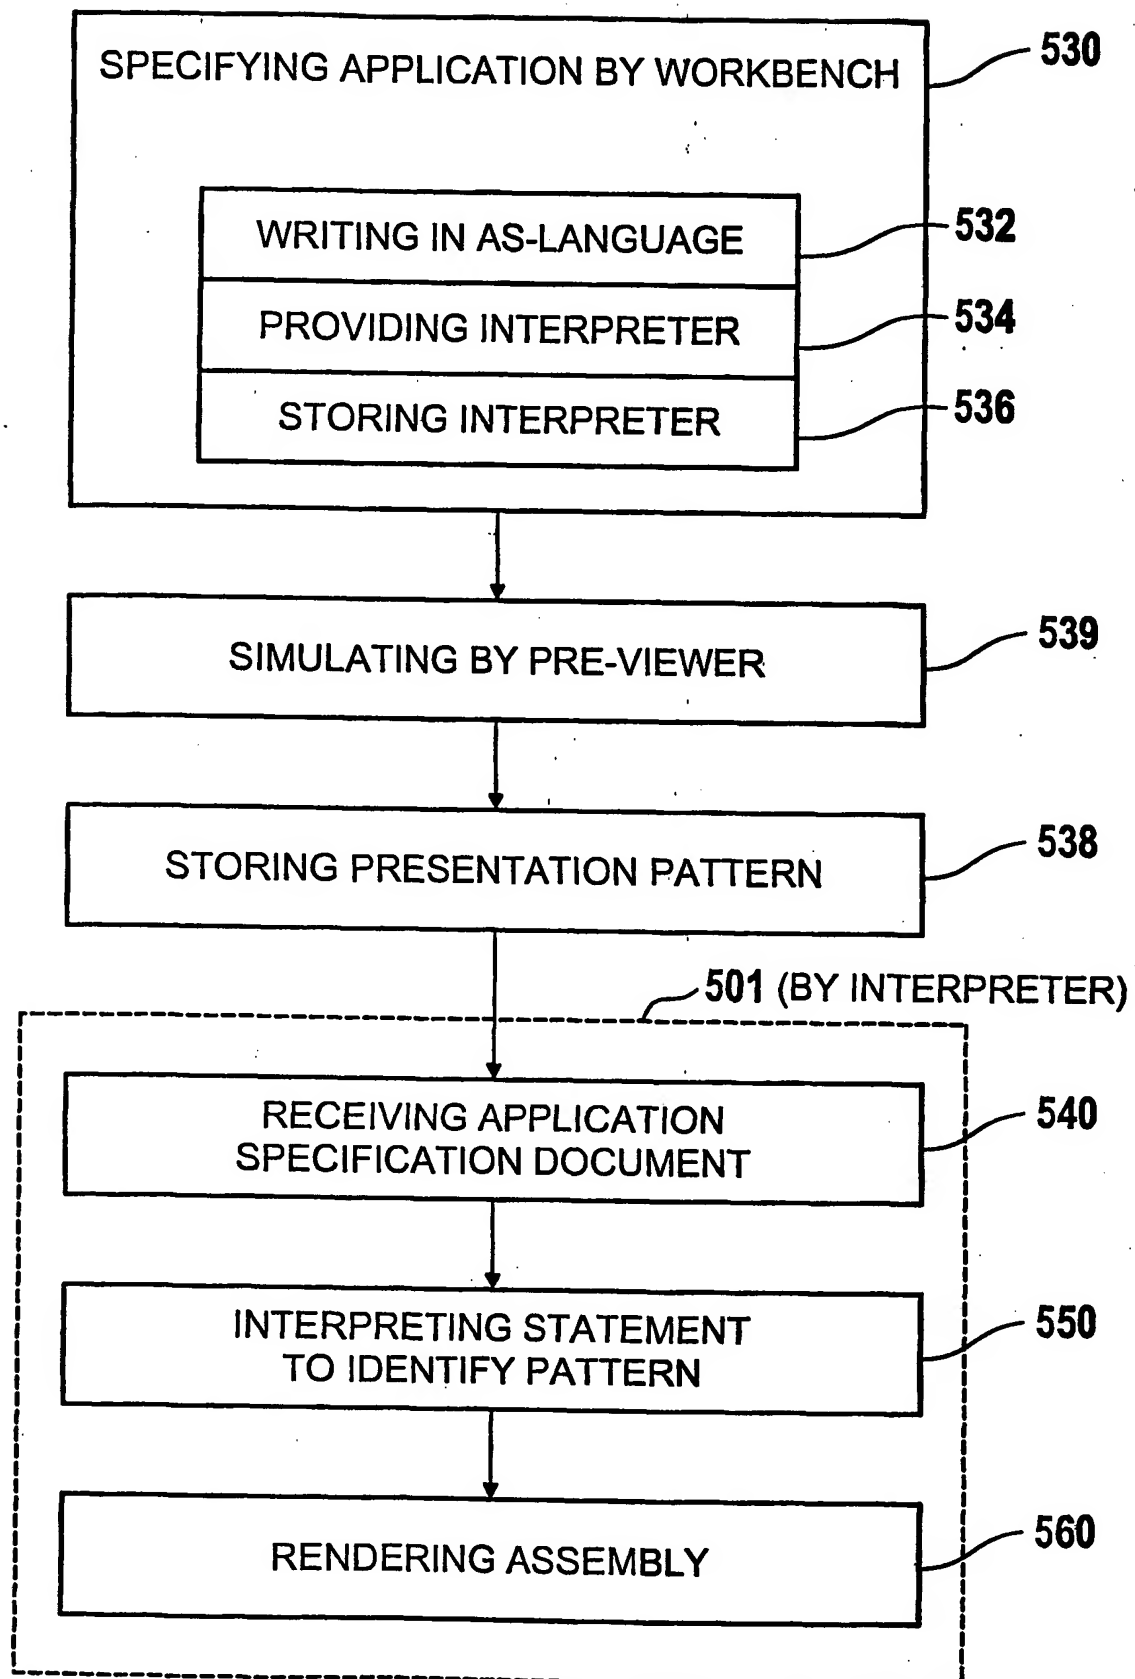 SPECIFYING APPLICATION BY WORKBENCH
530
WRITING IN AS-LANGUAGE
532
PROVIDING INTERPRETER
534
STORING INTERPRETER
536
SIMULATING BY PRE-VIEWER
539
STORING PRESENTATION PATTERN
538
501 (BY INTERPRETER)
RECEIVING APPLICATION
SPECIFICATION DOCUMENT
540
INTERPRETING STATEMENT
TO IDENTIFY PATTERN
550
RENDERING ASSEMBLY
560